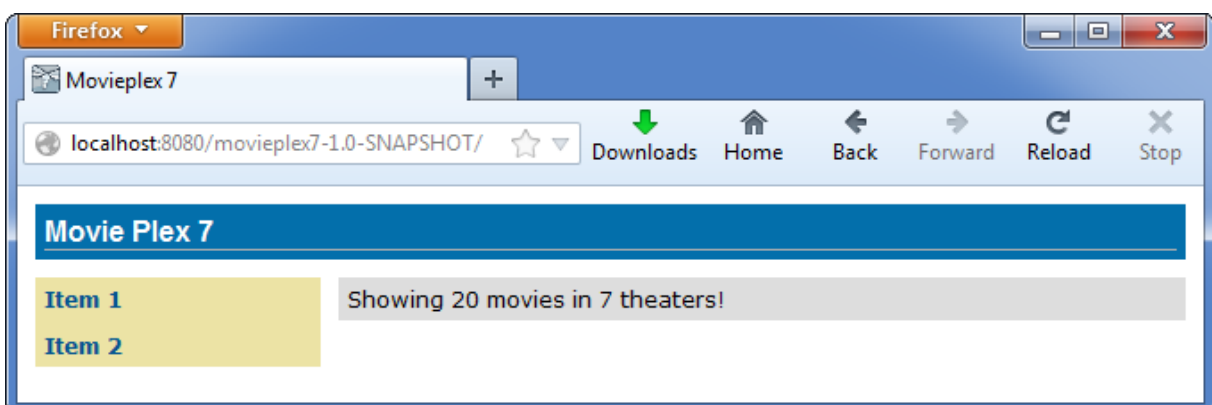 Firefox
Movieplex 7
localhost:8080/movieplex7-1.0-SNAPSHOT/
Downloads Home Back Forward Reload Stop
Movie Plex 7
Item 1
Showing 20 movies in 7 theaters!
Item 2